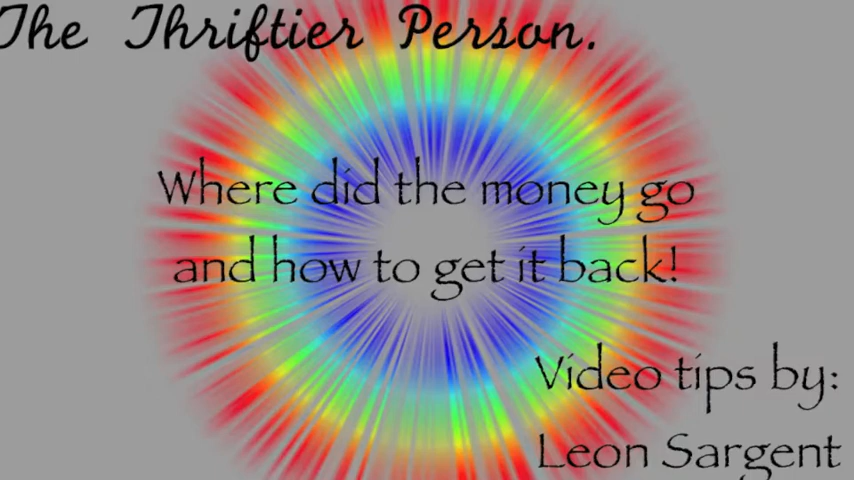 The Thriftier Person.
Where did the money go
and how to get it back!
Video tips by:
Leon Sargent